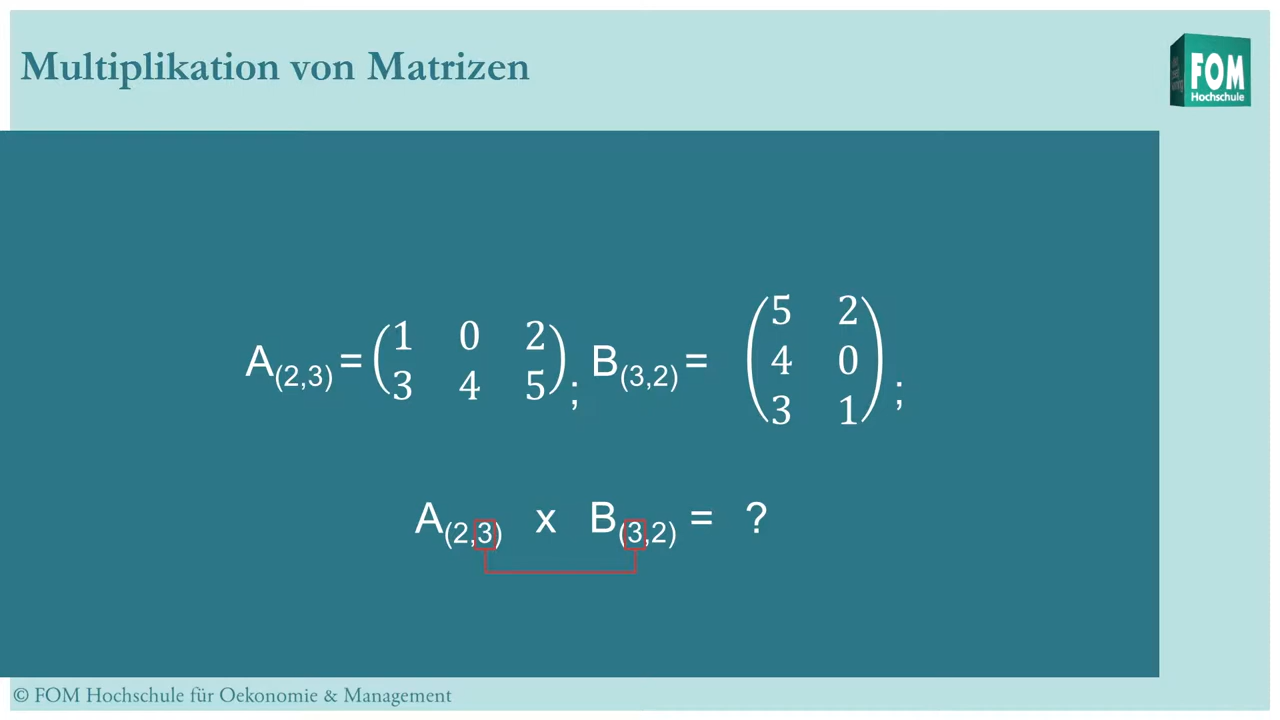 Multiplikation von Matrizen
FOM
Hochschule
A(2,3) = (1 0 2
3 4 5) ; B(3,2) = (5 2
4 0
3 1) ;
A(2,3) x B(3,2) = ?
© FOM Hochschule für Oekonomie & Management